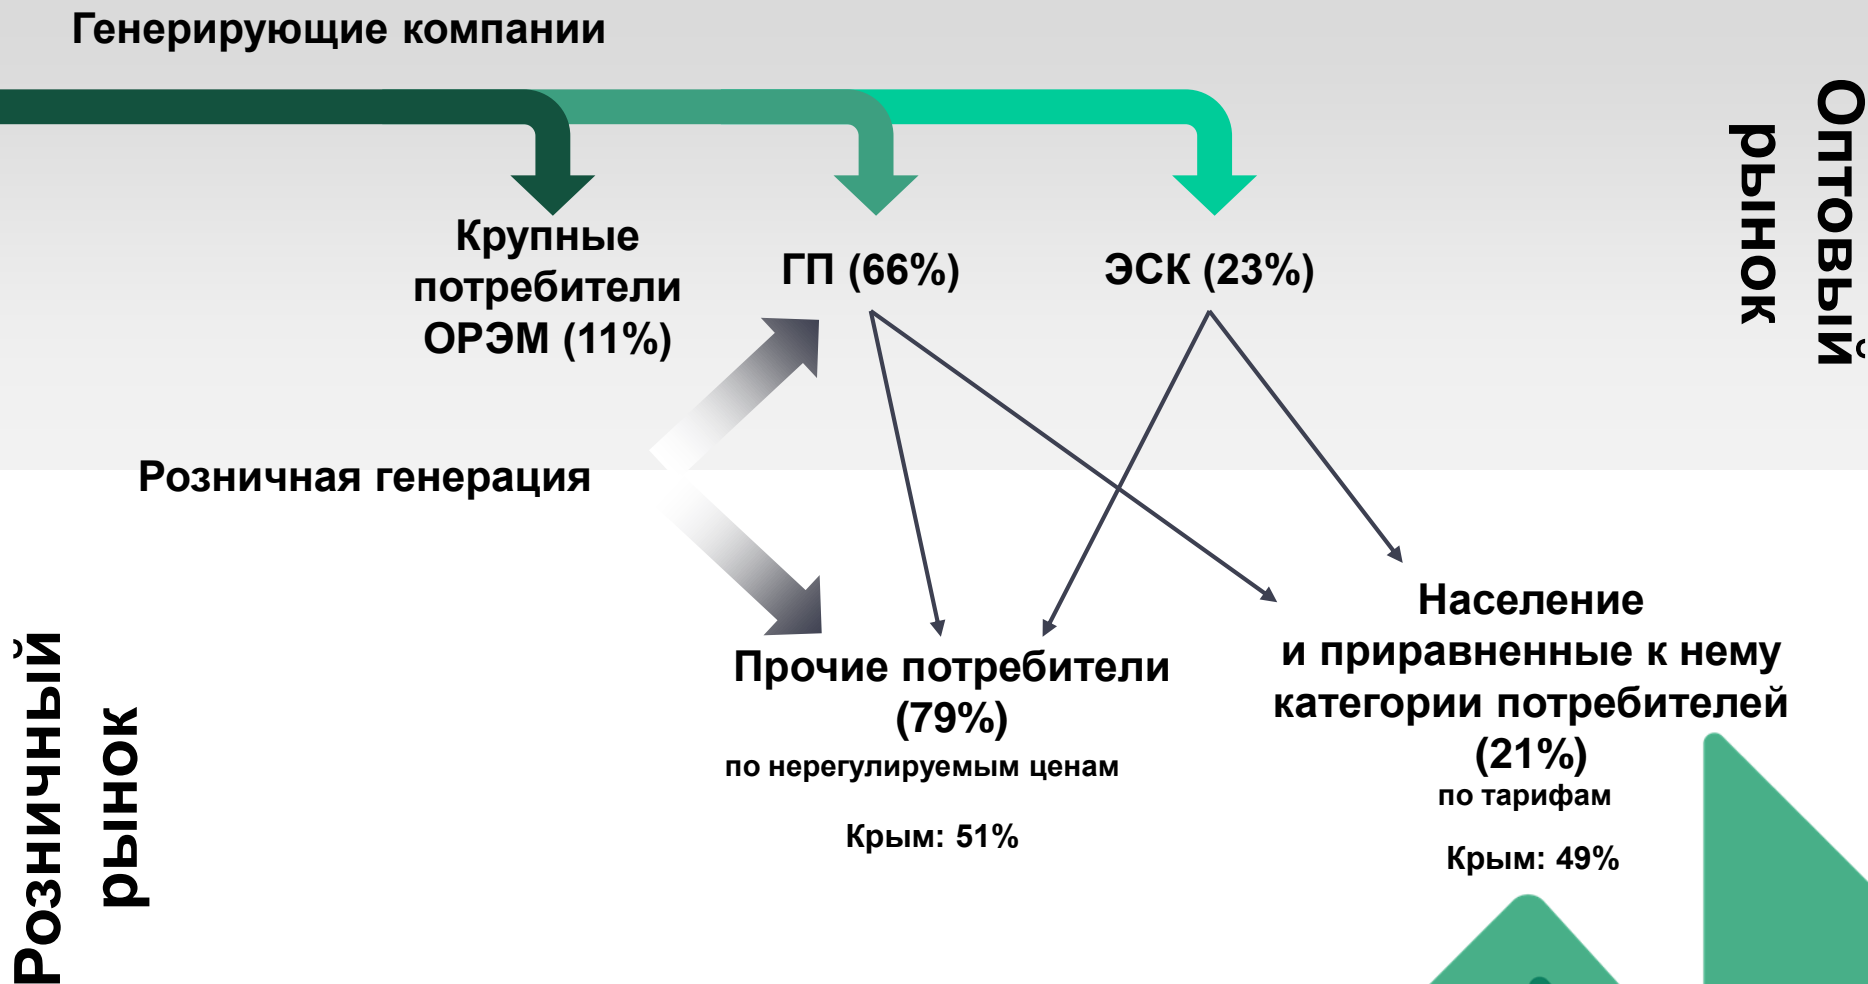 Генерирующие компании
Оптовый
рынок
Крупные
потребители
ОРЭМ (11%)
ГП (66%)
ЭСК (23%)
Розничная генерация
Розничный
рынок
Прочие потребители
(79%)
по нерегулируемым ценам
Крым: 51%
Население
и приравненные к нему
категории потребителей
(21%)
по тарифам
Крым: 49%